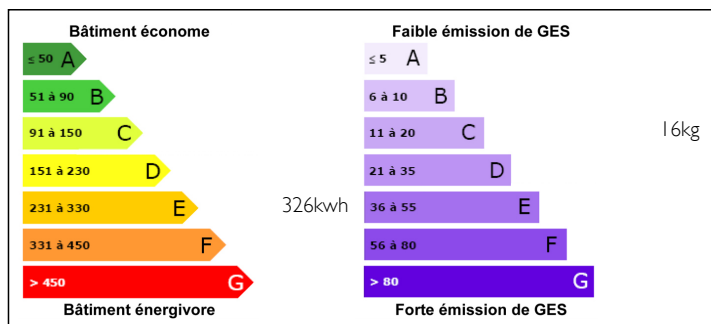 Bâtiment économe
≤ 50 A
51 à 90 B
91 à 150 C
151 à 230 D
231 à 330 E
326kwh
331 à 450 F
> 450 G
Bâtiment énergivore
Faible émission de GES
≤ 5 A
6 à 10 B
11 à 20 C
16kg
21 à 35 D
36 à 55 E
56 à 80 F
> 80 G
Forte émission de GES